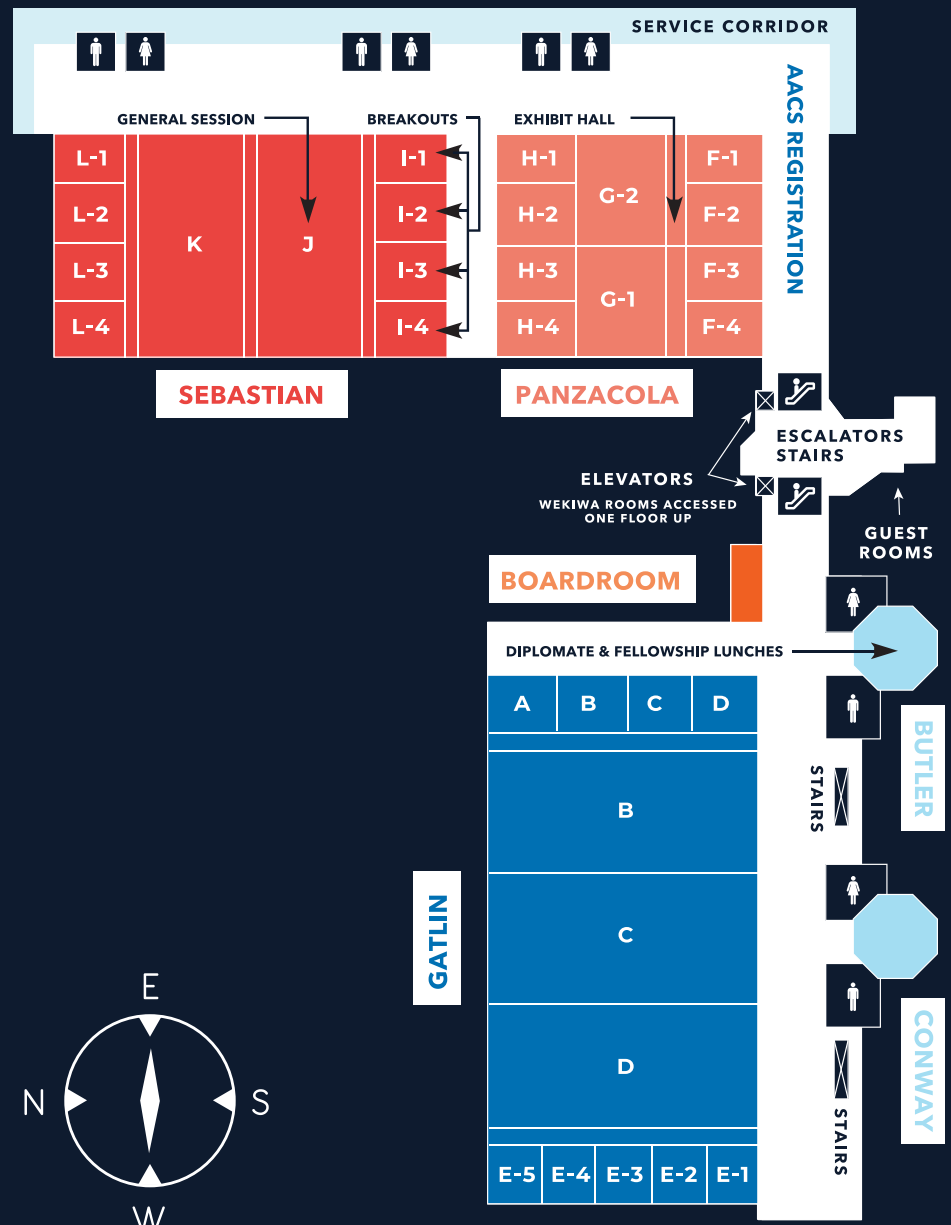 SERVICE CORRIDOR
AACS REGISTRATION
GENERAL SESSION
BREAKOUTS
EXHIBIT HALL
L-1
L-2
L-3
L-4
K
J
I-1
I-2
I-3
I-4
H-1
H-2
H-3
H-4
G-2
G-1
F-1
F-2
F-3
F-4
SEBASTIAN
PANZACOLA
ESCALATORS
STAIRS
ELEVATORS
WEKIWA ROOMS ACCESSED
ONE FLOOR UP
GUEST
ROOMS
BOARDROOM
DIPLOMATE & FELLOWSHIP LUNCHES
A
B
C
D
BUTLER
STAIRS
B
C
D
GATLIN
E-5
E-4
E-3
E-2
E-1
CONWAY
STAIRS
E
N
S
W